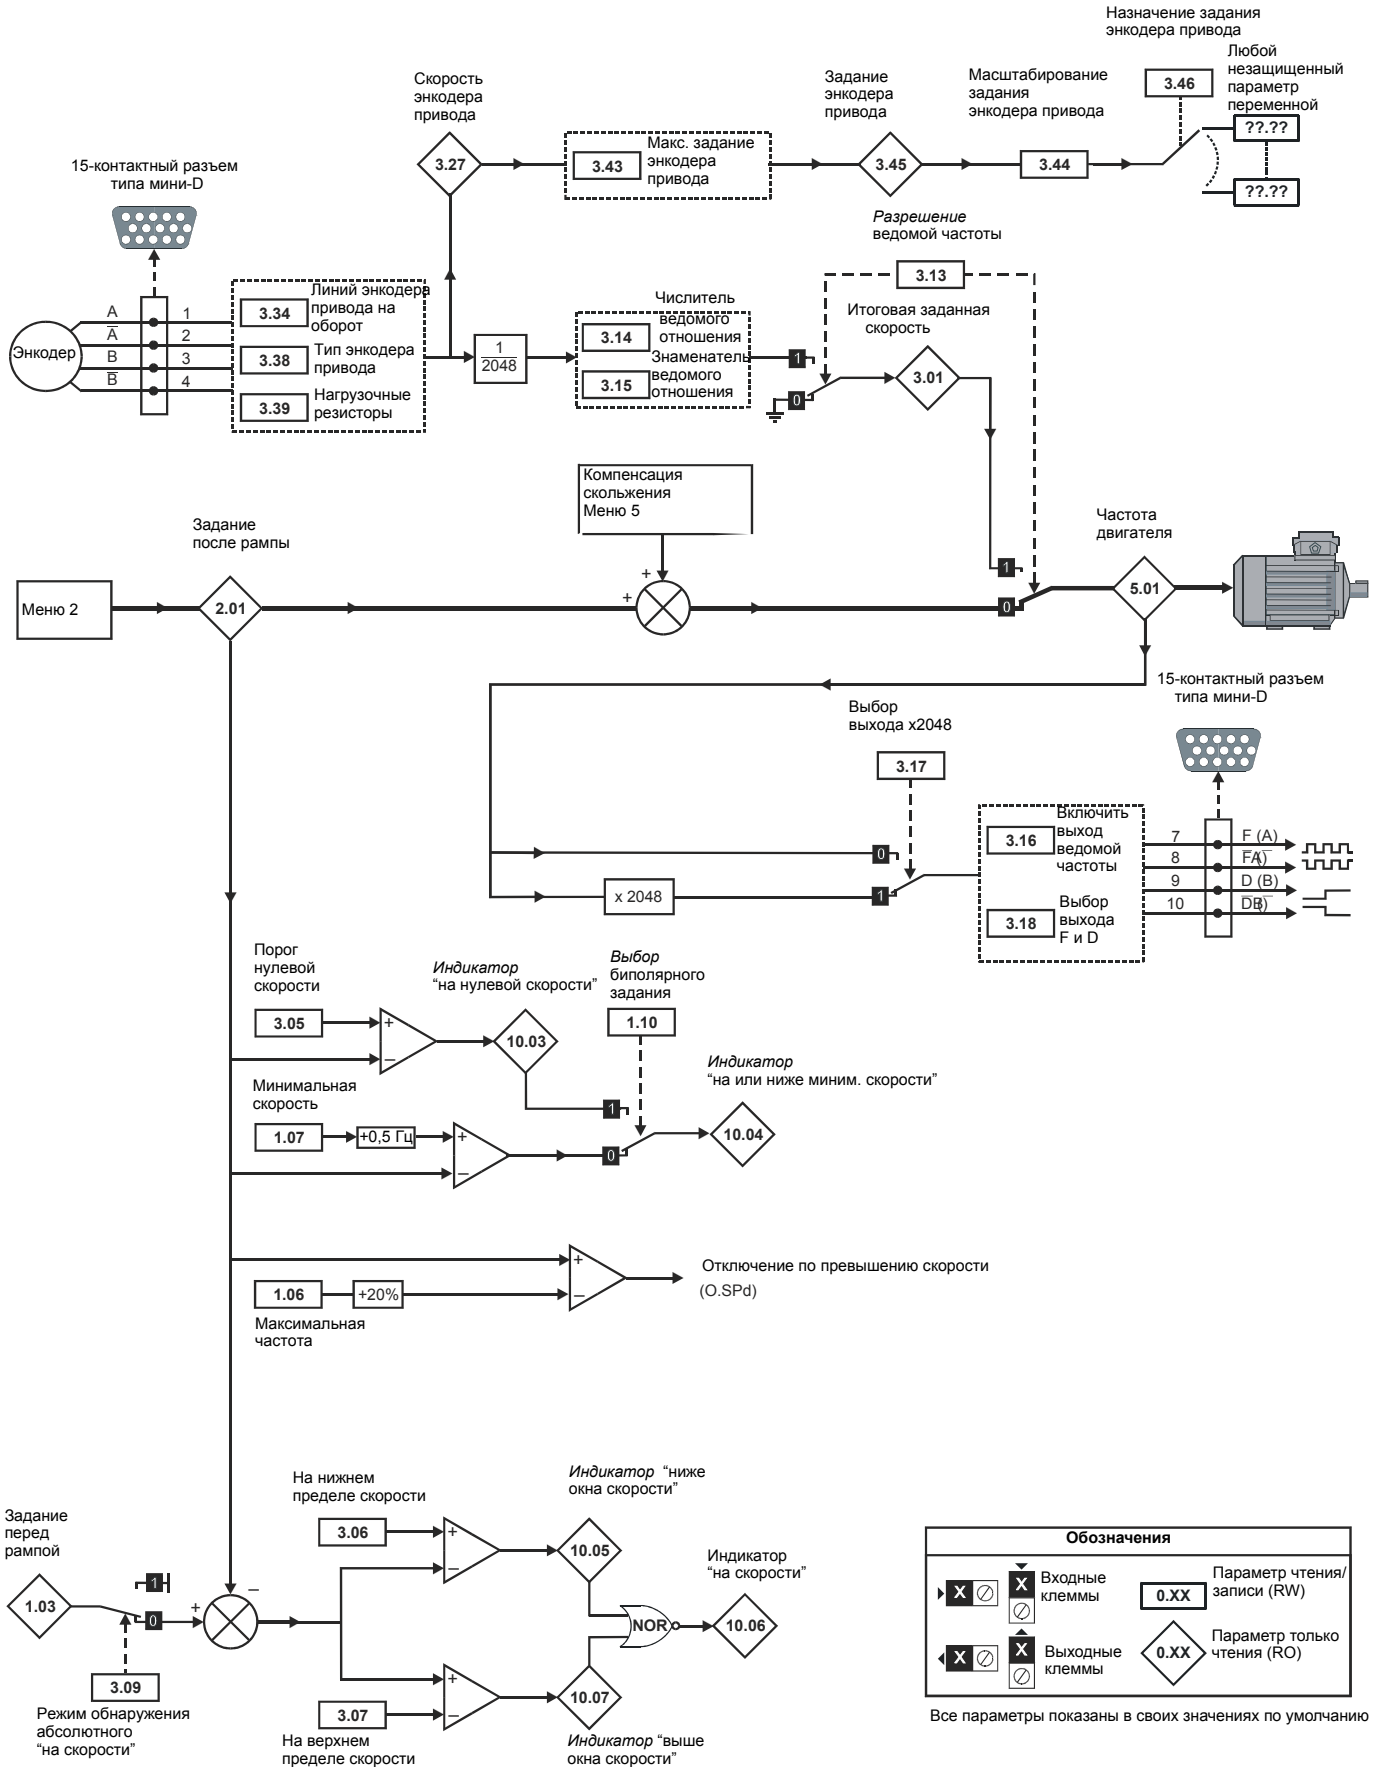 Назначение задания
энкодера привода
Любой
незащищенный
параметр
переменной
Скорость
энкодера
привода
Задание
энкодера
привода
Масштабирование
задания
энкодера привода
3.46
??.??
??.??
3.27
3.43
Макс. задание
энкодера
привода
3.45
3.44
15-контактный разъем
типа мини-D
Разрешение
ведомой частоты
3.13
Энкодер
A
A
B
B
1
2
3
4
3.34
Линий энкодера
привода на
оборот
3.38
Тип энкодера
привода
3.39
Нагрузочные
резисторы
1
2048
Числитель
ведомого
отношения
3.14
Знаменатель
ведомого
отношения
3.15
1
0
Итоговая заданная
скорость
3.01
Компенсация
скольжения
Меню 5
Задание
после рампы
Частота
двигателя
Меню 2
2.01
+
+
1
0
5.01
15-контактный разъем
типа мини-D
Выбор
выхода x2048
3.17
0
x 2048
1
3.16
Включить
выход
ведомой
частоты
3.18
Выбор
выхода
F и D
7
8
9
10
F (A)
F(A)
D (B)
D(B)
Порог
нулевой
скорости
3.05
+
–
Индикатор
“на нулевой скорости”
10.03
Выбор
биполярного
задания
1.10
Индикатор
“на или ниже миним. скорости”
10.04
Минимальная
скорость
1.07
+0,5 Гц
+
–
1
0
1.06
+20%
Максимальная
частота
+
–
Отключение по превышению скорости
(O.SPd)
На нижнем
пределе скорости
3.06
+
–
Индикатор “ниже
окна скорости”
10.05
Задание
перед
рампой
1.03
1
0
+
–
3.09
Режим обнаружения
абсолютного
“на скорости”
NOR
Индикатор
“на скорости”
10.06
3.07
+
–
10.07
На верхнем
пределе скорости
Индикатор “выше
окна скорости”
Обозначения
X
X
Входные
клеммы
0.XX
Параметр чтения/
записи (RW)
X
X
Выходные
клеммы
0.XX
Параметр только
чтения (RO)
Все параметры показаны в своих значениях по умолчанию